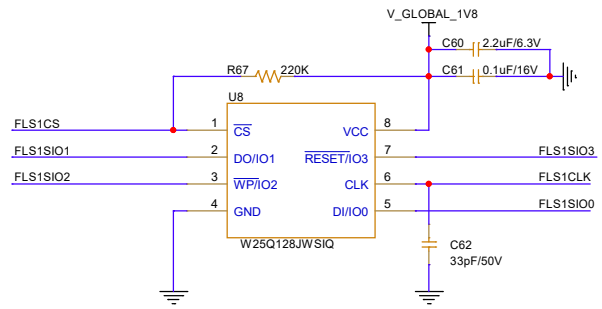 V_GLOBAL_1V8
C60 2.2uF/6.3V
R67 220K C61 0.1uF/16V
U8
FLS1CS 1 CS VCC 8
FLS1SIO1 2 DO/IO1 RESET/IO3 7 FLS1SIO3
FLS1SIO2 3 WP/IO2 CLK 6 FLS1CLK
4 GND DI/IO0 5 FLS1SIO0
W25Q128JWSIQ
C62
33pF/50V